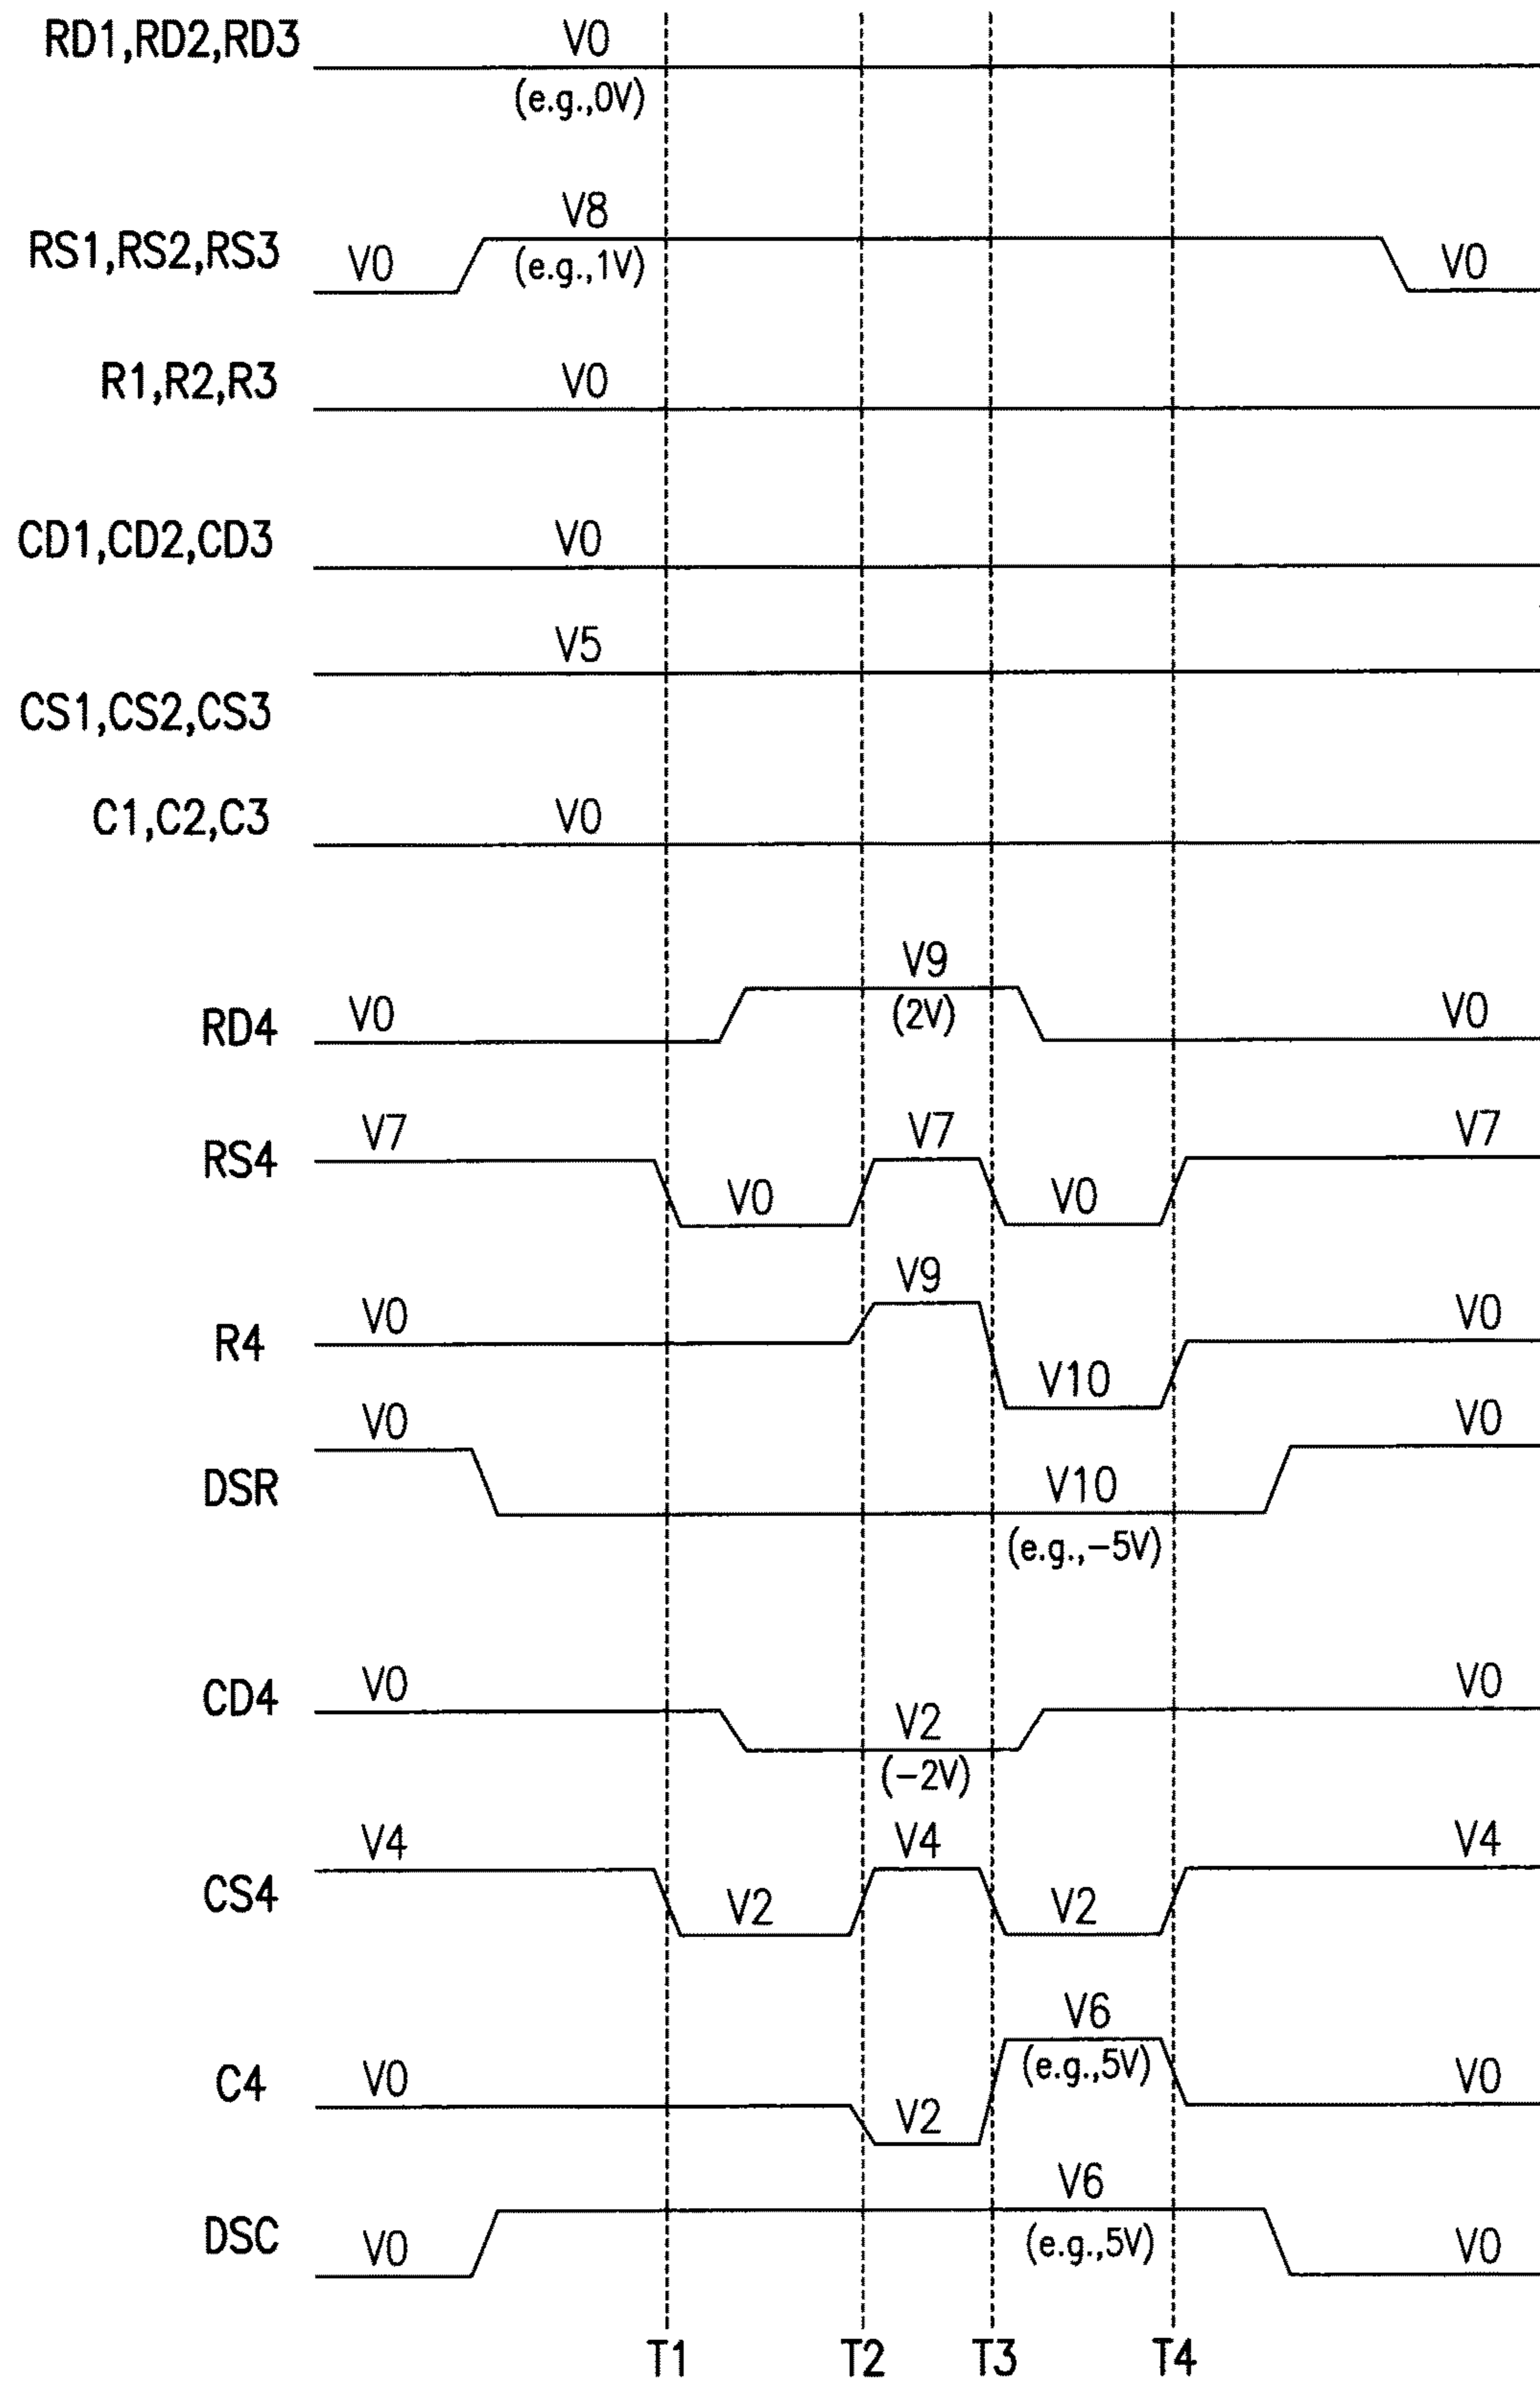 RD1,RD2,RD3 V0
(e.g.,0V)
V8
RS1,RS2,RS3 V0 (e.g.,1V) V0
R1,R2,R3 V0
CD1,CD2,CD3 V0
V5
CS1,CS2,CS3
C1,C2,C3 V0
V9
RD4 V0 (2V) V0
V7 V7 V7
RS4 V0 V0
V9
R4 V0 V0
V10
V0 V0
DSR V10
(e.g.,-5V)
CD4 V0 V0
V2
(-2V)
V4 V4 V4
CS4 V2 V2
V6
C4 V0 (e.g.,5V) V0
V2
V6
DSC V0 (e.g.,5V) V0
T1 T2 T3 T4